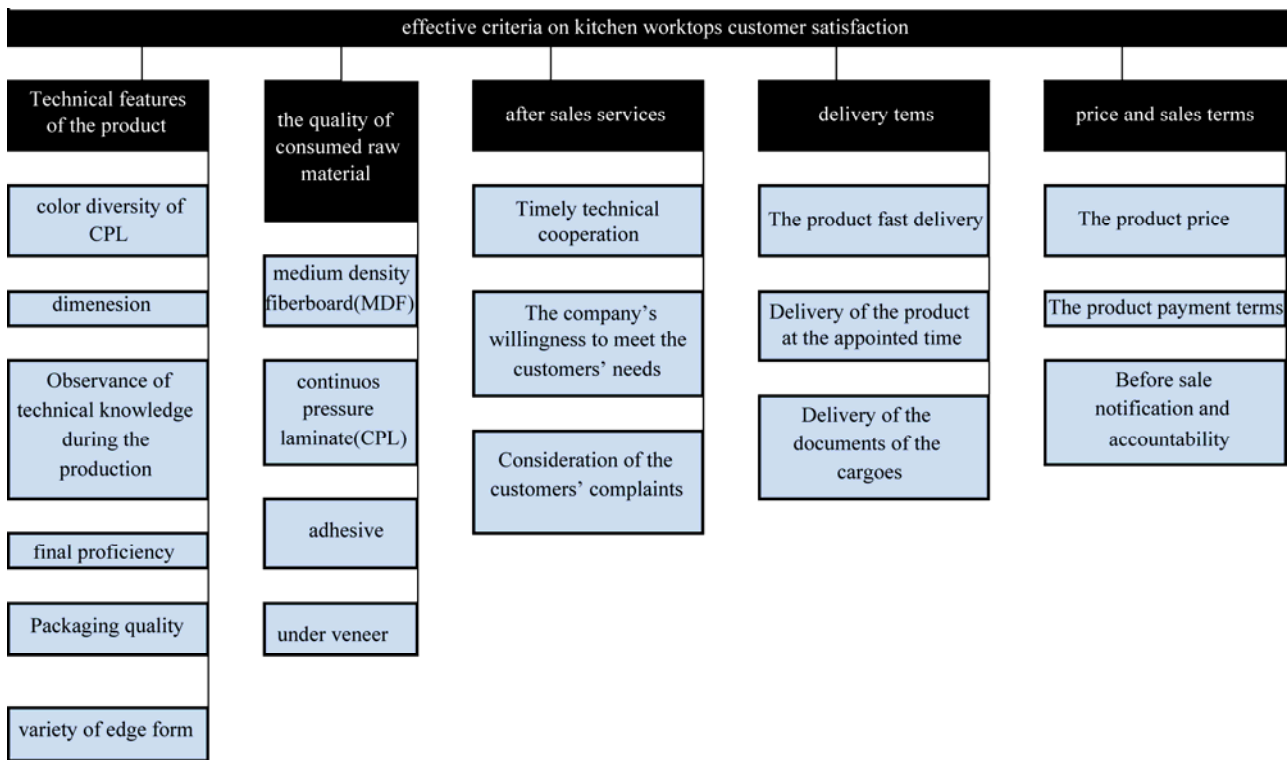 effective criteria on kitchen worktops customer satisfaction
Technical features
of the product
color diversity of
CPL
dimenesion
Observance of
technical knowledge
during the
production
final proficiency
Packaging quality
variety of edge form
the quality of
consumed raw
material
medium density
fiberboard(MDF)
continuos
pressure
laminate(CPL)
adhesive
under veneer
after sales services
Timely technical
cooperation
The company’s
willingness to meet the
customers’ needs
Consideration of the
customers’ complaints
delivery tems
The product fast delivery
Delivery of the product
at the appointed time
Delivery of the
documents of the
cargoes
price and sales terms
The product price
The product payment terms
Before sale
notification and
accountability